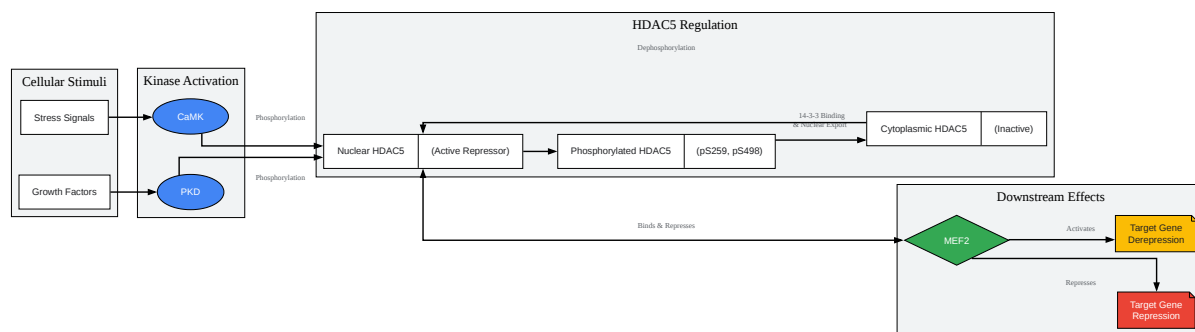 HDAC5 Regulation
Dephosphorylation
Cellular Stimuli
Kinase Activation
Stress Signals
CaMK
Phosphorylation
Growth Factors
PKD
Phosphorylation
Nuclear HDAC5
(Active Repressor)
Phosphorylated HDAC5
(pS259, pS498)
14-3-3 Binding
& Nuclear Export
Cytoplasmic HDAC5
(Inactive)
Binds & Represses
Downstream Effects
MEF2
Activates
Target Gene
Derepression
Represses
Target Gene
Repression